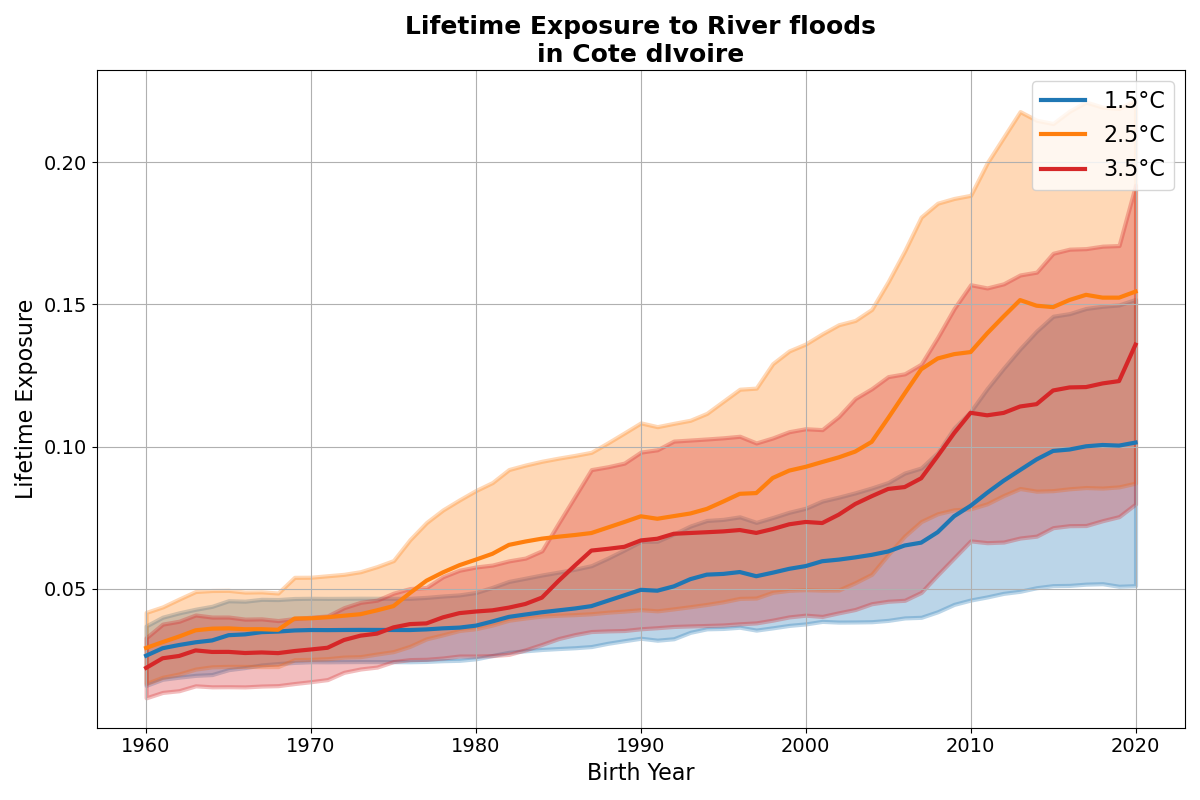 Lifetime Exposure to River floods
in Cote dIvoire
1.5°C
2.5°C
3.5°C
Lifetime Exposure
0.20
0.15
0.10
0.05
1960 1970 1980 1990 2000 2010 2020
Birth Year